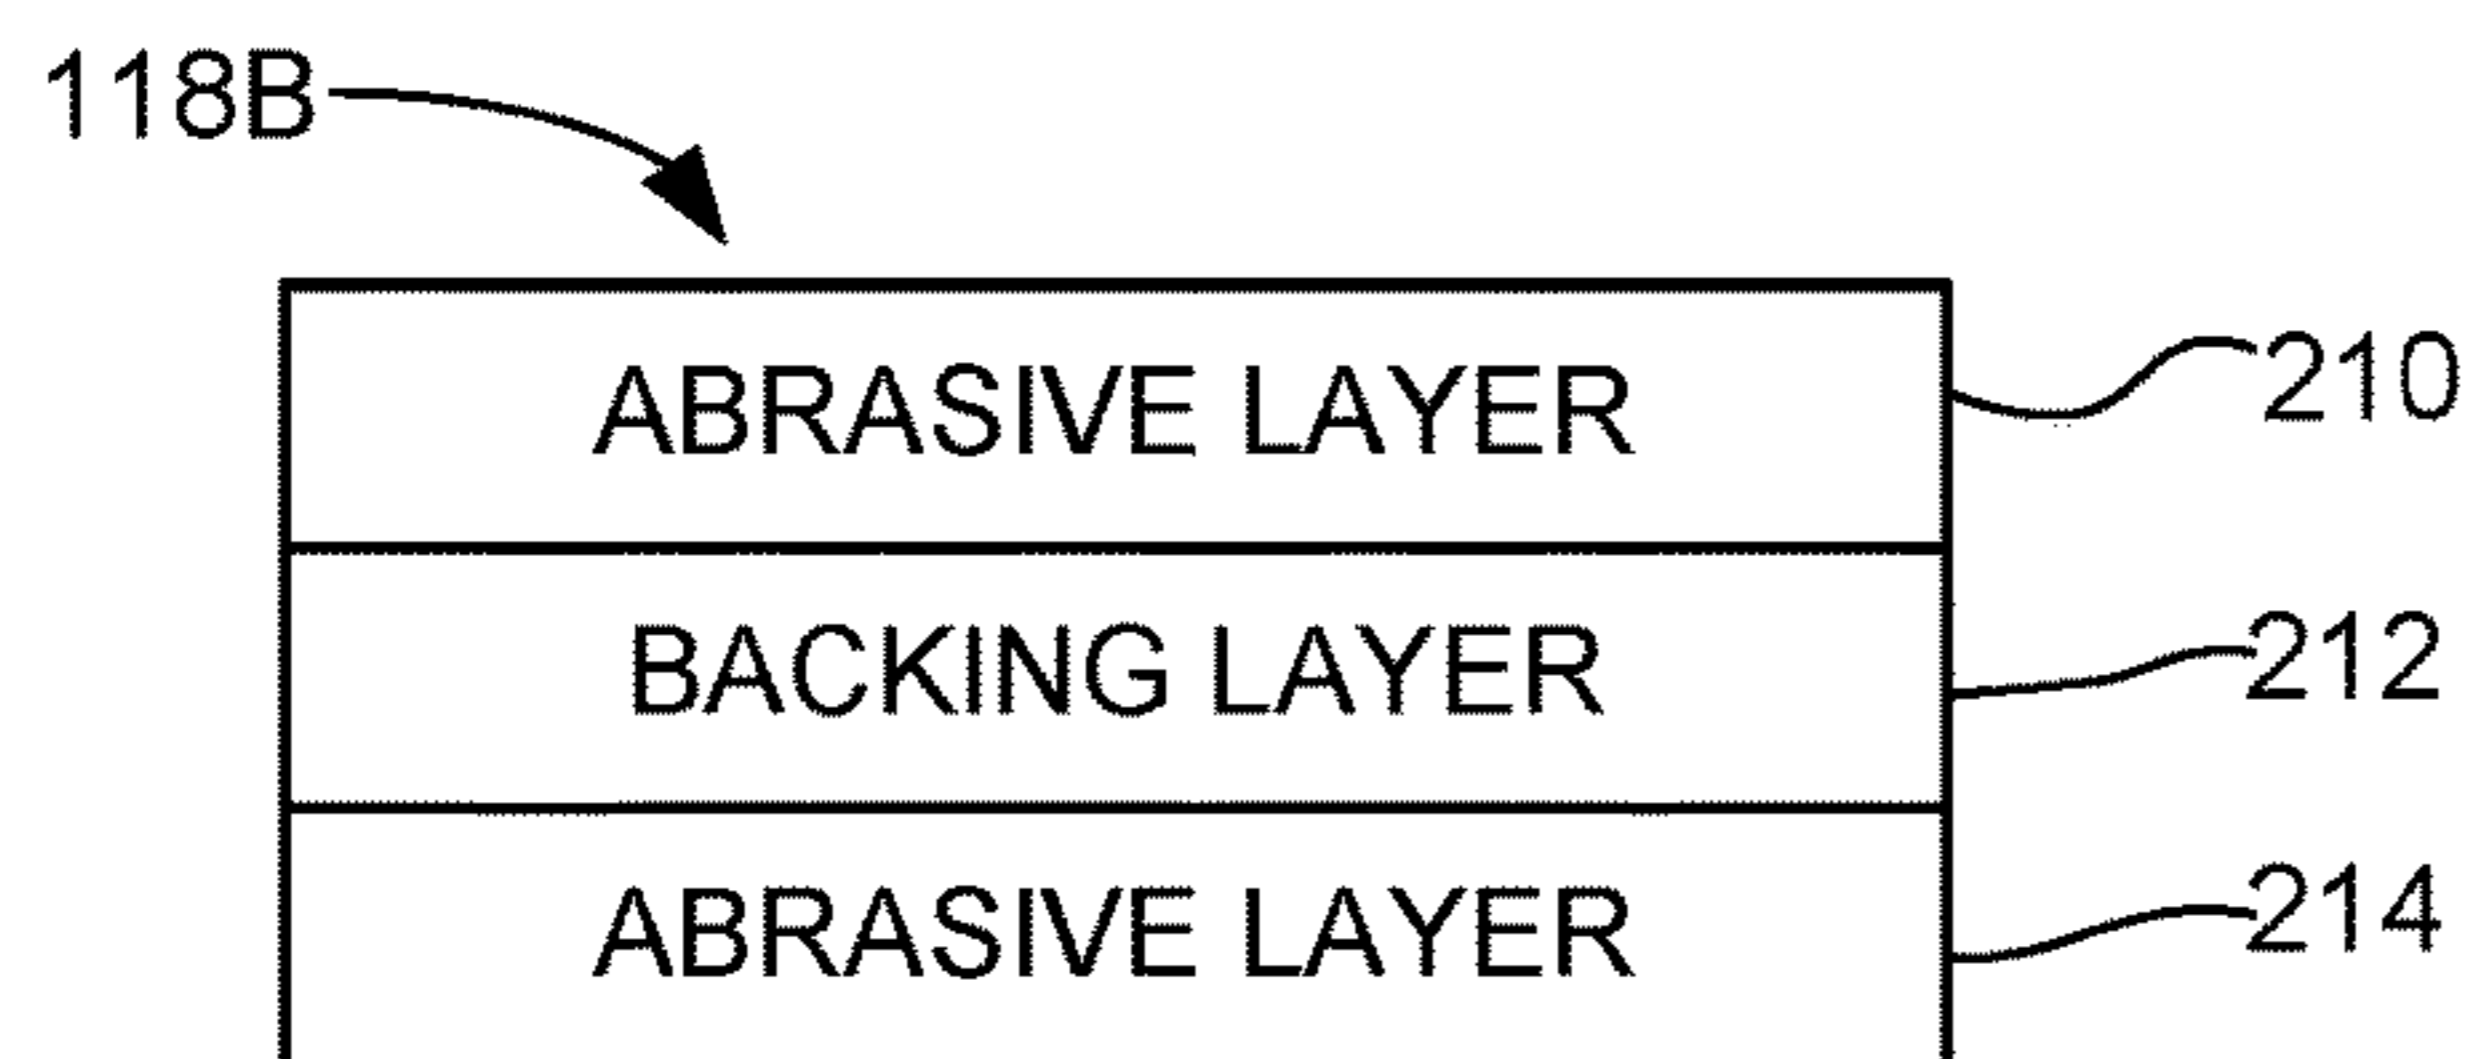 118B
ABRASIVE LAYER 210
BACKING LAYER 212
ABRASIVE LAYER 214